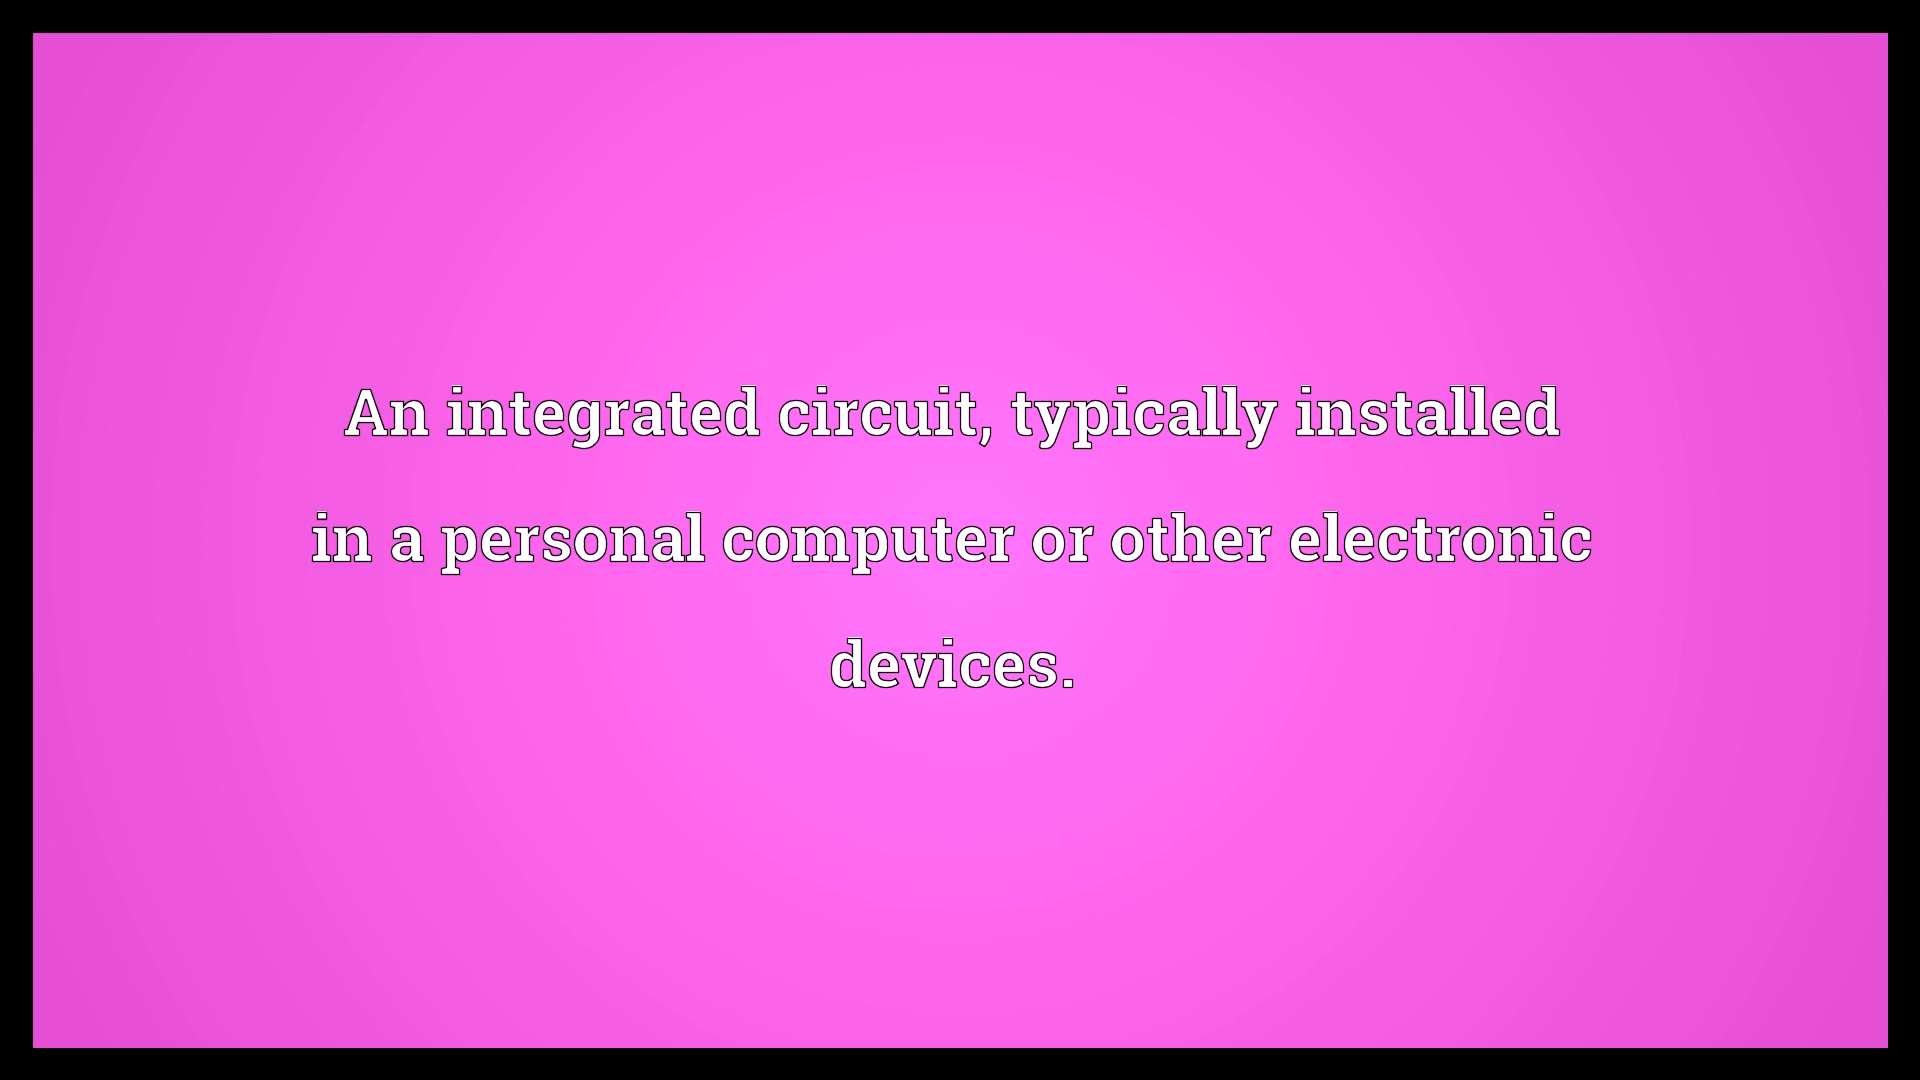 An integrated circuit, typically installed
in a personal computer or other electronic
devices.